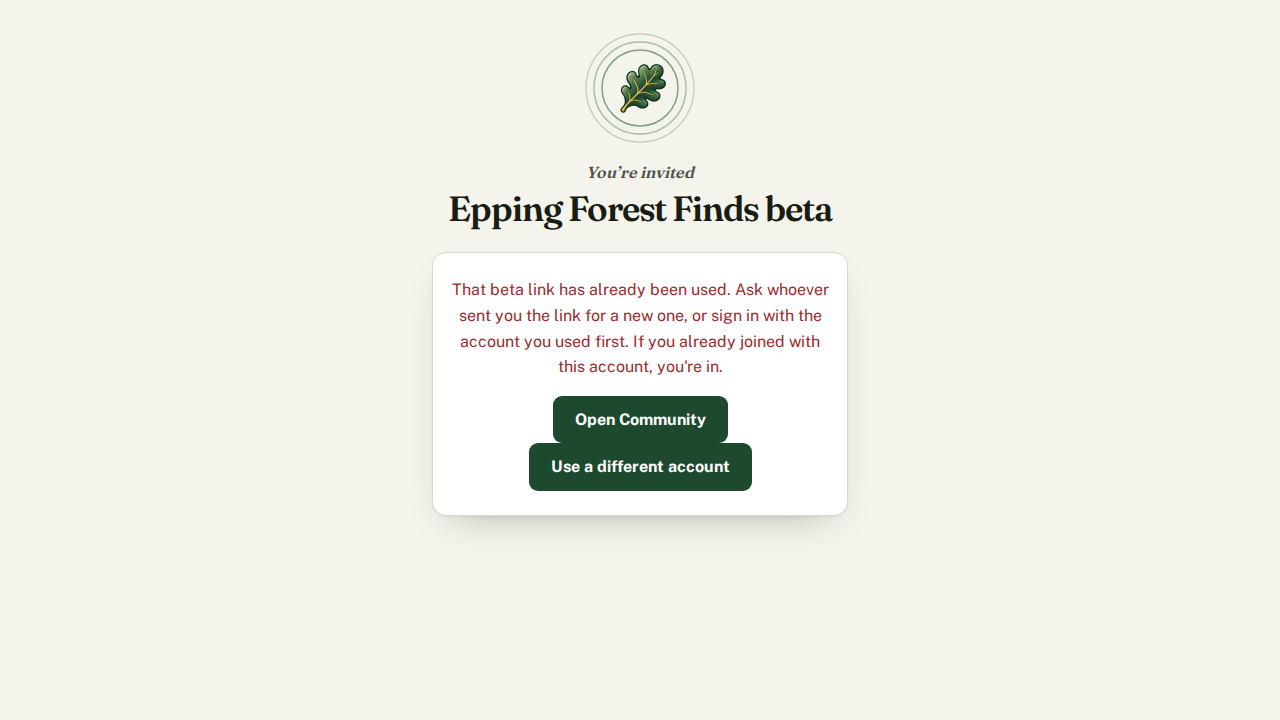 You’re invited
Epping Forest Finds beta
That beta link has already been used. Ask whoever
sent you the link for a new one, or sign in with the
account you used first. If you already joined with
this account, you're in.
Open Community
Use a different account